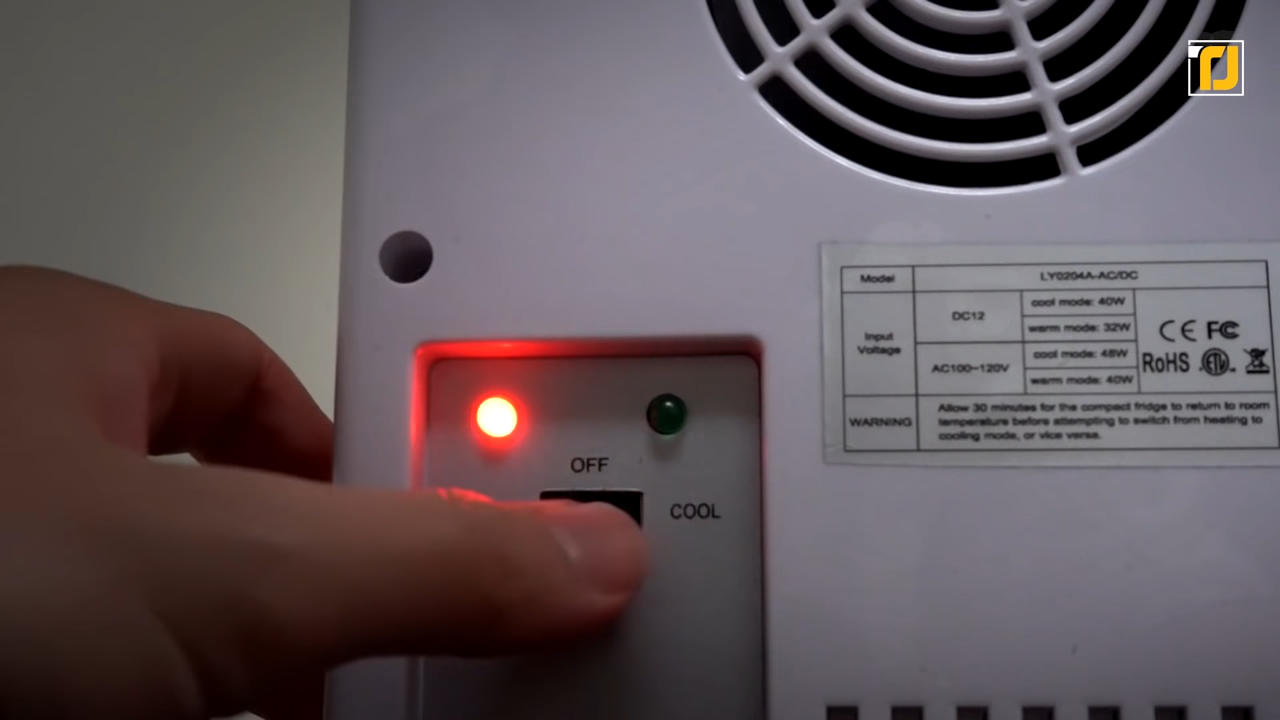 Model
LY0204A-AC/DC
Input Voltage
DC12
cool mode: 40W
warm mode: 32W
AC100~120V
cool mode: 48W
warm mode: 40W
CE FC
RoHS ETL
WARNING
Allow 30 minutes for the compact fridge to return to room
temperature before attempting to switch from heating to
cooling mode, or vice versa.
OFF
COOL